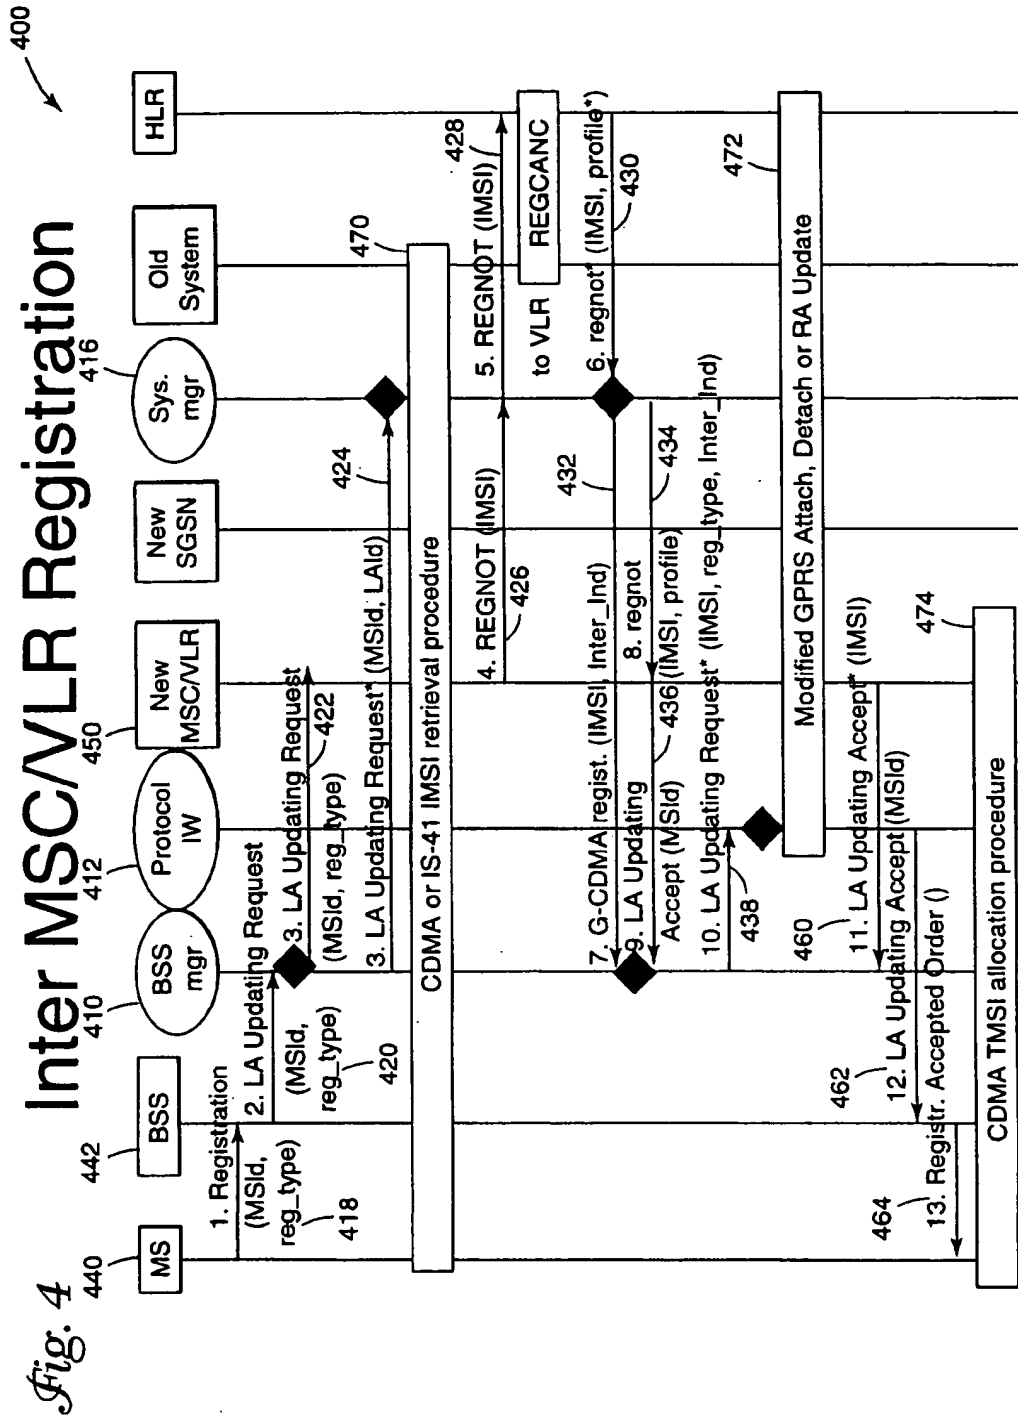 Fig. 4
Inter MSC/VLR Registration
400
440
442
410
412
450
416
MS
BSS
BSS
mgr
Protocol
IW
New
MSC/VLR
New
SGSN
Sys.
mgr
Old
System
HLR
1. Registration
(MSId,
reg_type)
418
2. LA Updating Request
(MSId,
reg_type)
420
3. LA Updating Request
422
(MSId, reg_type)
3. LA Updating Request* (MSId, LAId)
424
470
CDMA or IS-41 IMSI retrieval procedure
4. REGNOT (IMSI)
426
5. REGNOT (IMSI)
428
to VLR
REGCANC
6. regnot* (IMSI, profile*)
430
7. G-CDMA regist. (IMSI, Inter_Ind)
432
8. regnot
434
9. LA Updating
436 (IMSI, profile)
Accept (MSId)
10. LA Updating Request* (IMSI, reg_type, Inter_Ind)
438
472
Modified GPRS Attach, Detach or RA Update
460
11. LA Updating Accept* (IMSI)
462
12. LA Updating Accept (MSId)
464
13. Registr. Accepted Order ()
474
CDMA TMSI allocation procedure